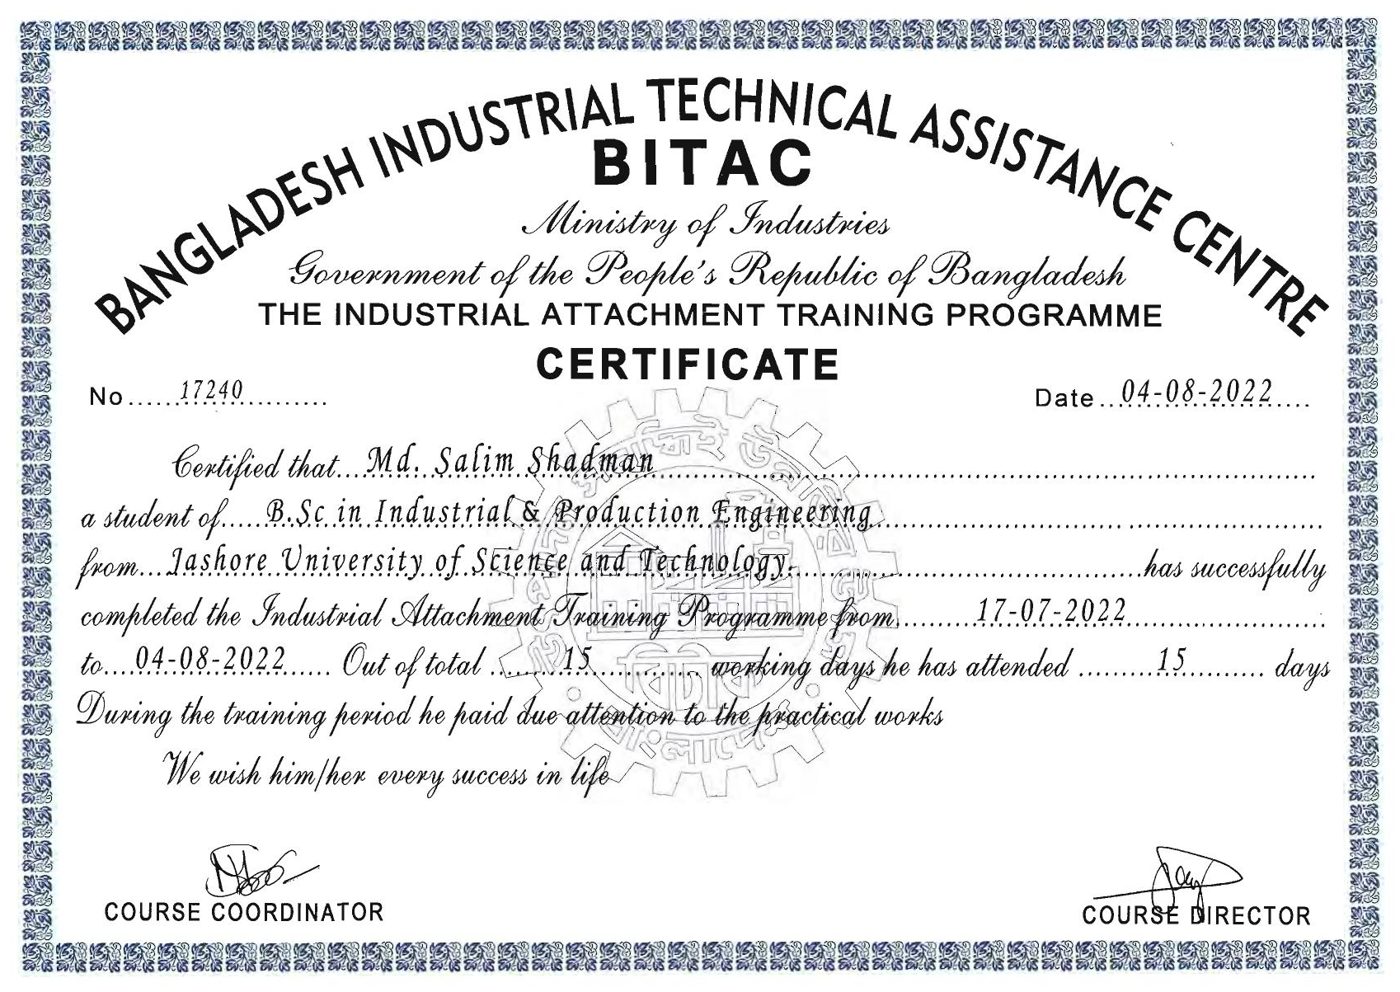 BANGLADESH INDUSTRIAL TECHNICAL ASSISTANCE CENTRE
BITAC
Ministry of Industries
Government of the People's Republic of Bangladesh
THE INDUSTRIAL ATTACHMENT TRAINING PROGRAMME
CERTIFICATE
No......17240.......... Date...04-08-2022....
Certified that...Md. Salim Shadman...
a student of.....B.Sc in Industrial & Production Engineering...
from...Jashore University of Science and Technology...has successfully
completed the Industrial Attachment Training Programme from.........17-07-2022...
to....04-08-2022...... Out of total .......15....... working days he has attended .......15....... days
During the training period he paid due attention to the practical works
We wish him/her every success in life
COURSE COORDINATOR COURSE DIRECTOR
বিটাক